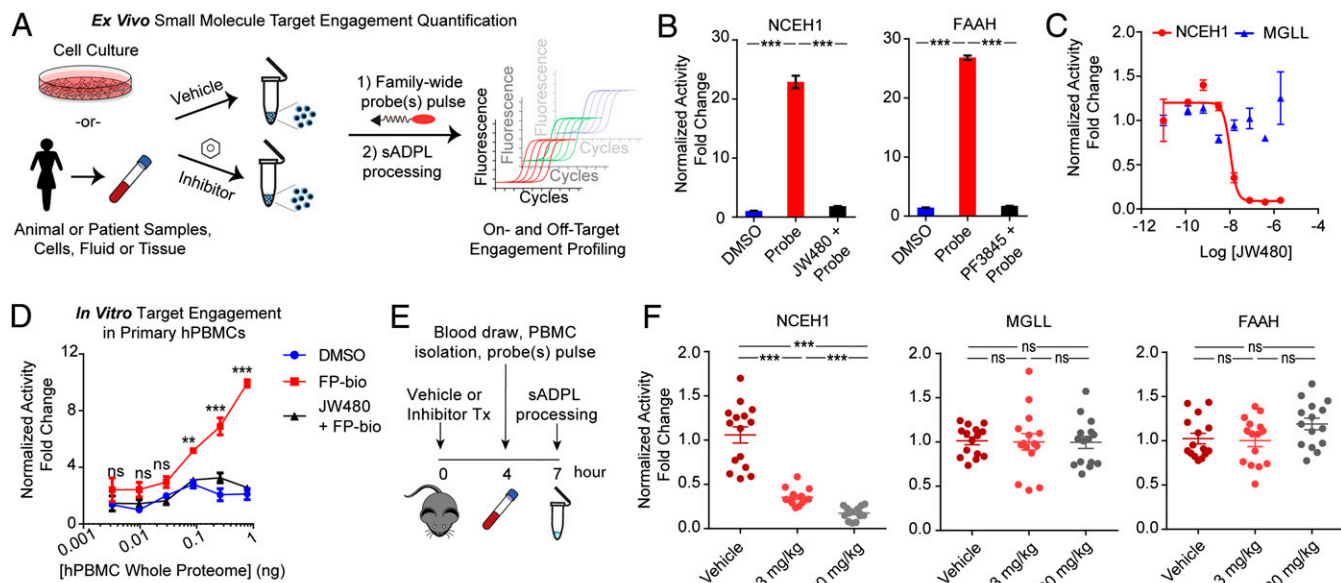 A
Ex Vivo Small Molecule Target Engagement Quantification
Cell Culture
-or-
Animal or Patient Samples,
Cells, Fluid or Tissue
Vehicle
Inhibitor
1) Family-wide
probe(s) pulse
2) sADPL
processing
Fluorescence
Fluorescence
Fluorescence
Cycles
Cycles
Cycles
On- and Off-Target
Engagement Profiling
B
NCEH1
Normalized Activity
Fold Change
*** ***
30
20
10
0
DMSO
Probe
JW480 +
Probe
FAAH
Normalized Activity
Fold Change
*** ***
30
20
10
0
DMSO
Probe
PF3845 +
Probe
C
NCEH1 MGLL
Normalized Activity
Fold Change
2.0
1.5
1.0
0.5
0.0
-12 -10 -8 -6 -4
Log [JW480]
D
In Vitro Target Engagement
in Primary hPBMCs
Normalized Activity
Fold Change
12
8
4
0
ns ns ns ** *** ***
0.001 0.01 0.1 1
[hPBMC Whole Proteome] (ng)
DMSO
FP-bio
JW480
+ FP-bio
E
Blood draw, PBMC
isolation, probe(s) pulse
Vehicle or
Inhibitor Tx
sADPL
processing
0 4 7 hour
F
NCEH1
Normalized Activity
Fold Change
***
*** ***
2.0
1.5
1.0
0.5
0.0
Vehicle
3 mg/kg
MGLL
ns
ns ns
2.0
1.5
1.0
0.5
0.0
Vehicle
3 mg/kg
FAAH
ns
ns ns
2.0
1.5
1.0
0.5
0.0
Vehicle
3 mg/kg